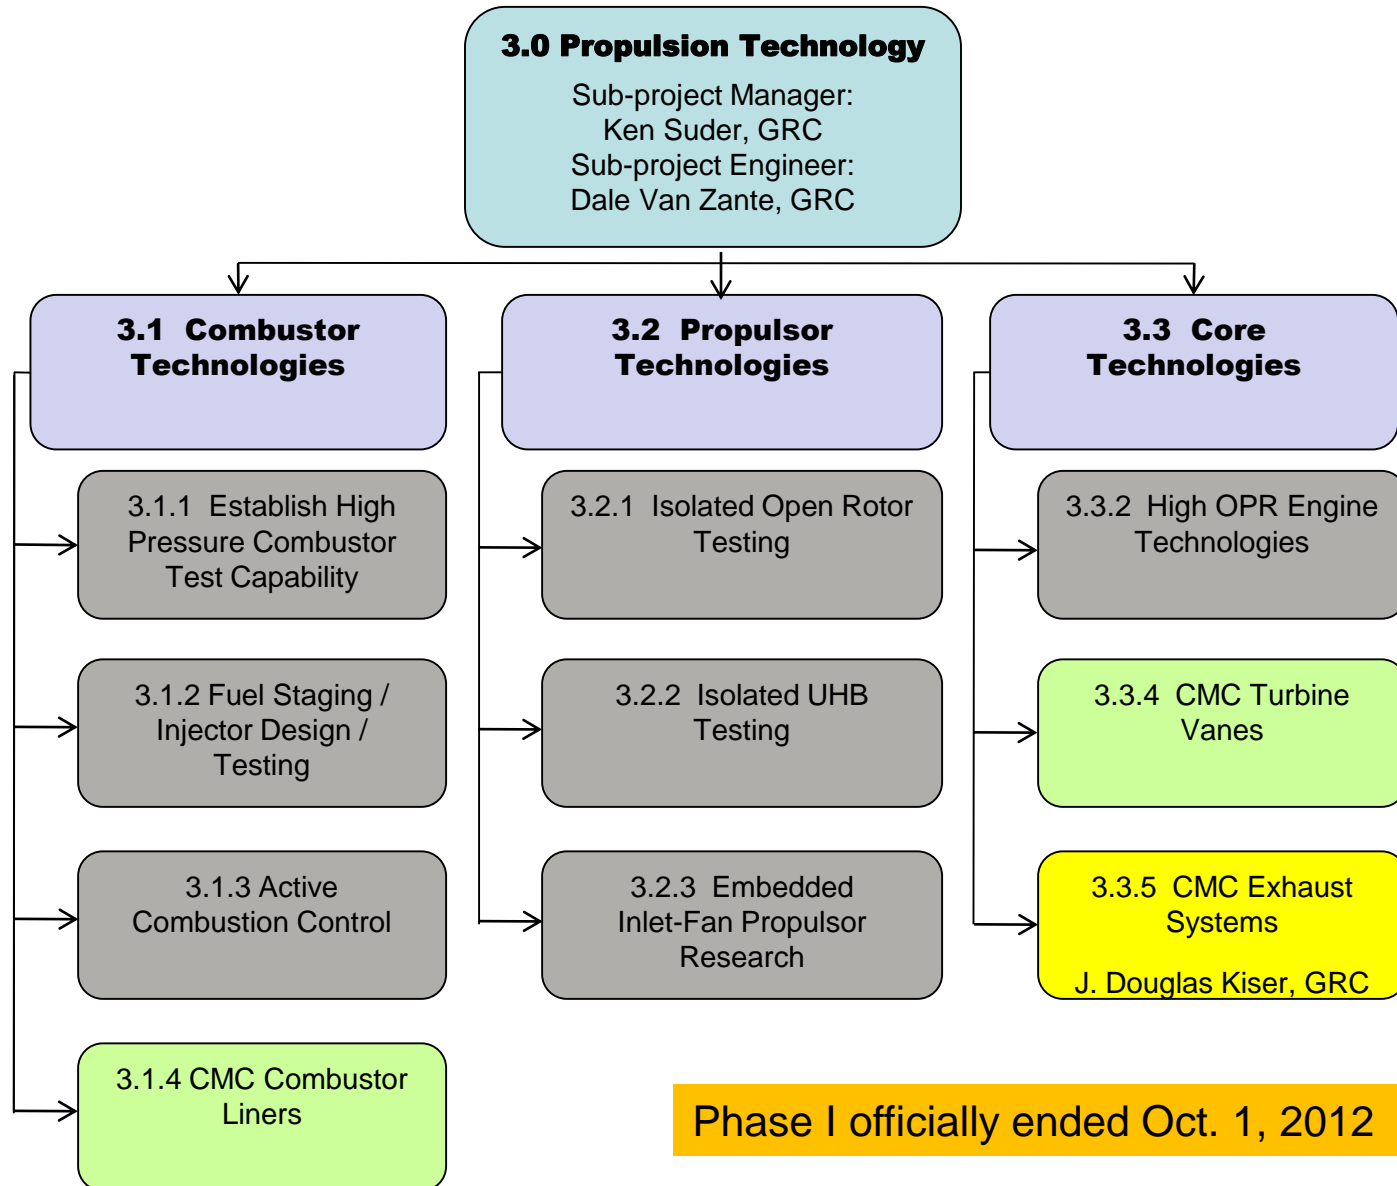 3.0 Propulsion Technology
Sub-project Manager:
Ken Suder, GRC
Sub-project Engineer:
Dale Van Zante, GRC
3.1 Combustor
Technologies
3.1.1 Establish High
Pressure Combustor
Test Capability
3.1.2 Fuel Staging /
Injector Design /
Testing
3.1.3 Active
Combustion Control
3.1.4 CMC Combustor
Liners
3.2 Propulsor
Technologies
3.2.1 Isolated Open Rotor
Testing
3.2.2 Isolated UHB
Testing
3.2.3 Embedded
Inlet-Fan Propulsor
Research
3.3 Core
Technologies
3.3.2 High OPR Engine
Technologies
3.3.4 CMC Turbine
Vanes
3.3.5 CMC Exhaust
Systems
J. Douglas Kiser, GRC
Phase I officially ended Oct. 1, 2012